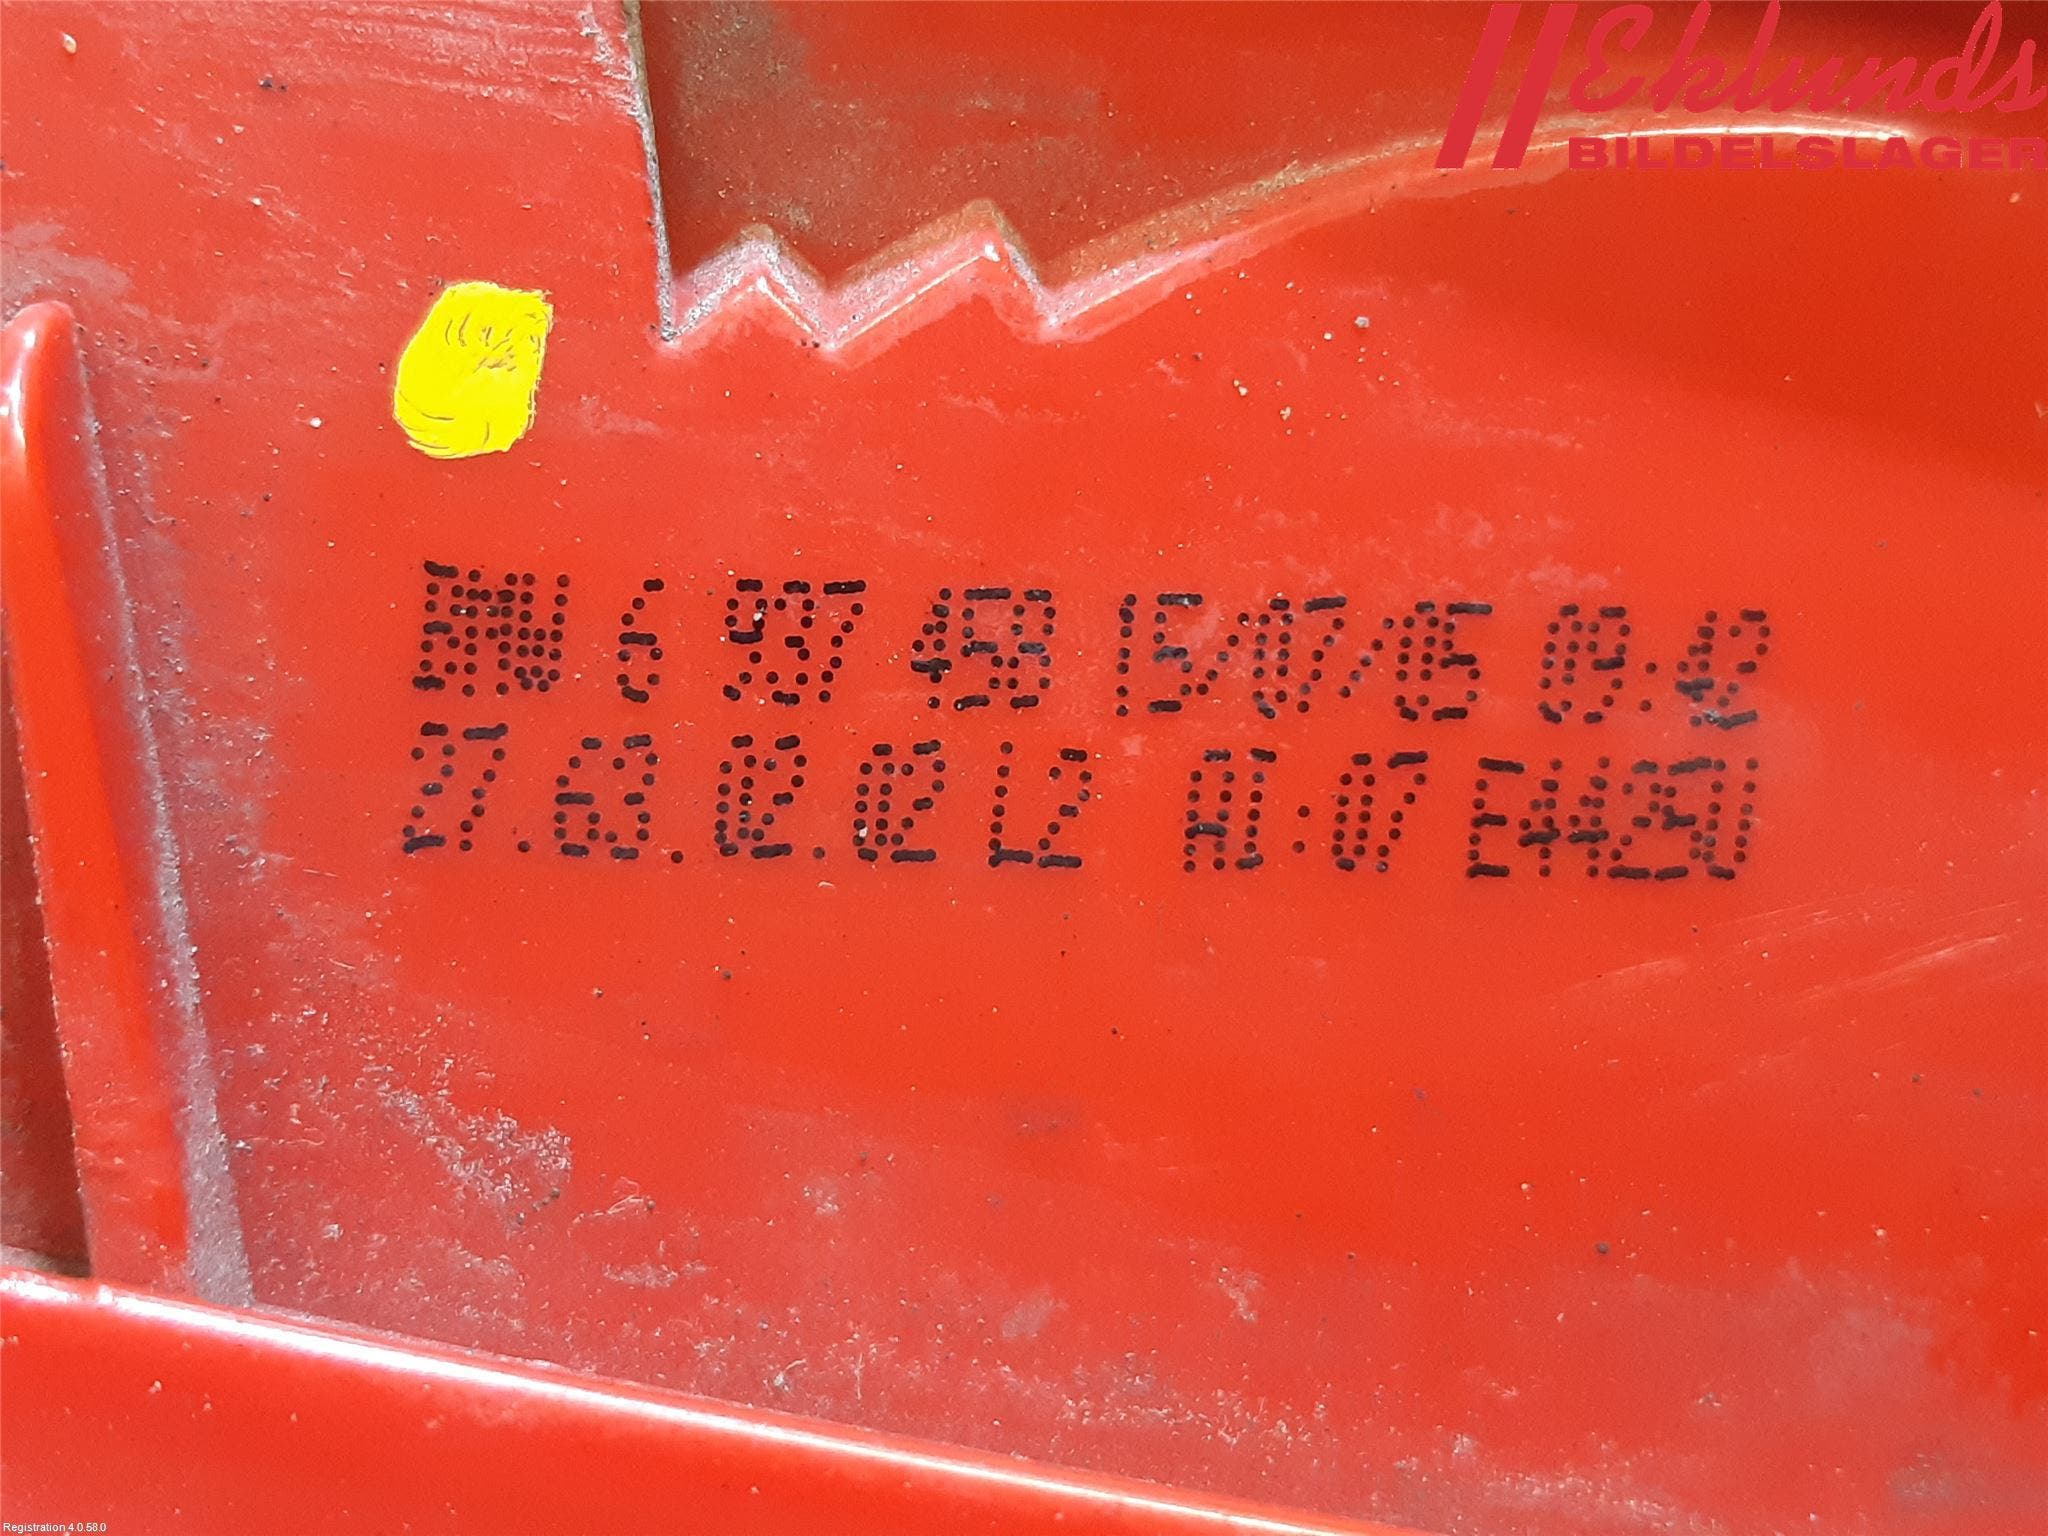 Eklunds
BILDELSLAGER
BMW 6 937 458 15/07/05 09:42
27.63.02.02 L2 A1:07
Registration 4.0.58.0